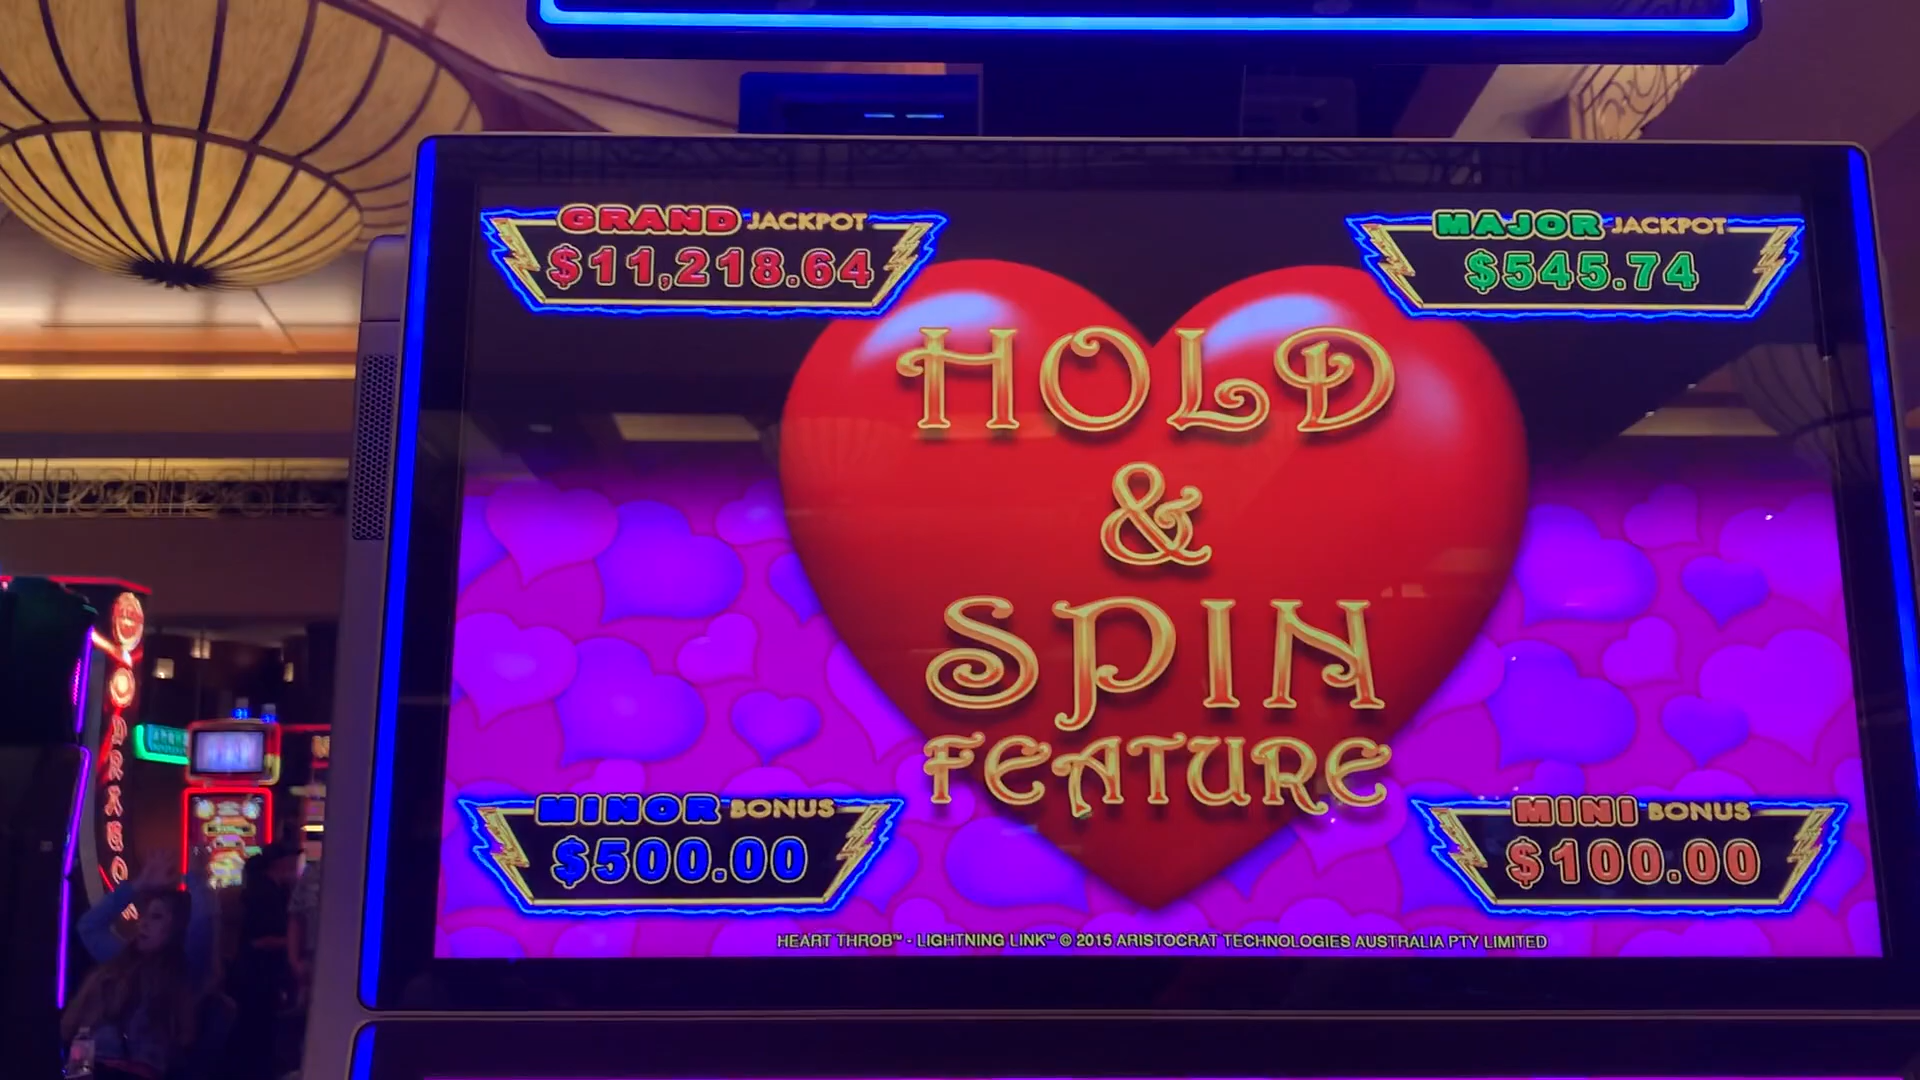 GRAND JACKPOT
$11,218.64
MAJOR JACKPOT
$545.74
HOLD
&
SPIN
FEATURE
MINOR BONUS
$500.00
MINI BONUS
$100.00
HEART THROB™ - LIGHTNING LINK™ © 2015 ARISTOCRAT TECHNOLOGIES AUSTRALIA PTY LIMITED